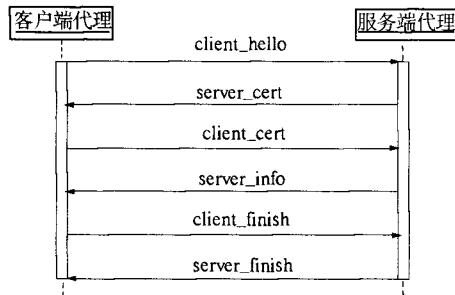 客户端代理
服务端代理
client_hello
server_cert
client_cert
server_info
client_finish
server_finish